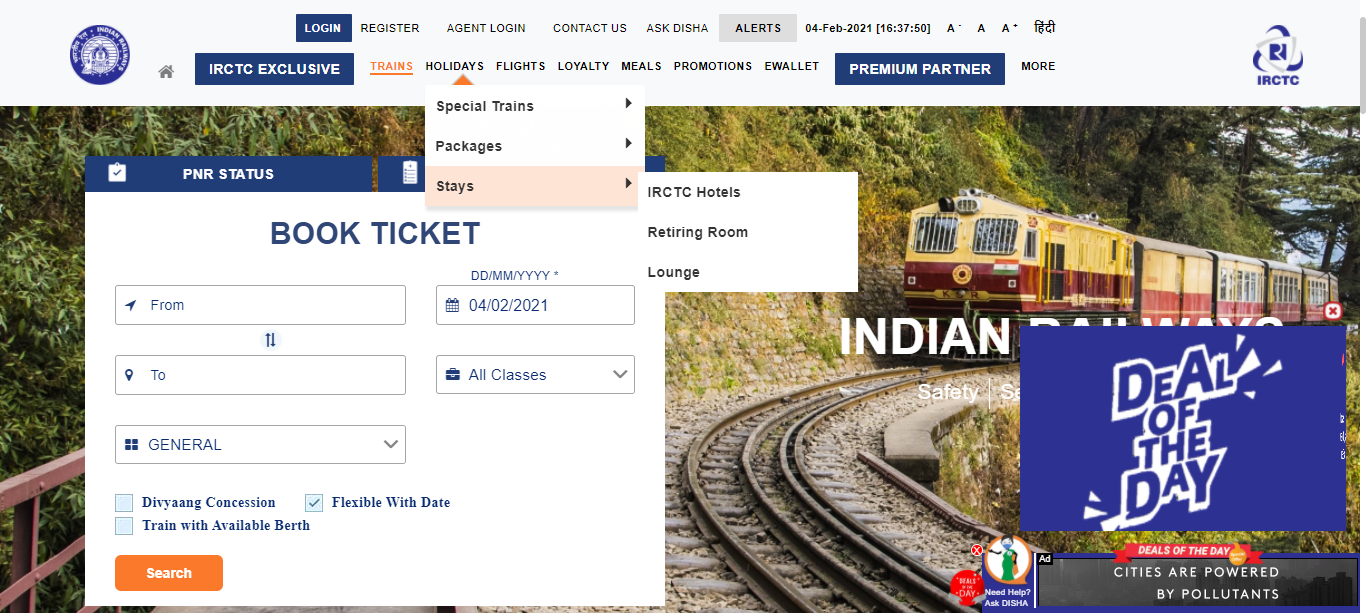 LOGIN REGISTER AGENT LOGIN CONTACT US ASK DISHA ALERTS 04-Feb-2021 [16:37:50] A - A A + हिंदी
INDIAN RAILWAYS
IRCTC
IRCTC EXCLUSIVE TRAINS HOLIDAYS FLIGHTS LOYALTY MEALS PROMOTIONS EWALLET PREMIUM PARTNER MORE
Special Trains
Packages
Stays
IRCTC Hotels
Retiring Room
Lounge
PNR STATUS
BOOK TICKET
DD/MM/YYYY *
From
04/02/2021
To
All Classes
GENERAL
Divyaang Concession
Flexible With Date
Train with Available Berth
Search
INDIAN RAILWAYS
Safety
DEAL
OF
THE
DAY
DEALS
OF THE
DAY
Need Help?
Ask DISHA
Ad
DEALS OF THE DAY
CITIES ARE POWERED
BY POLLUTANTS